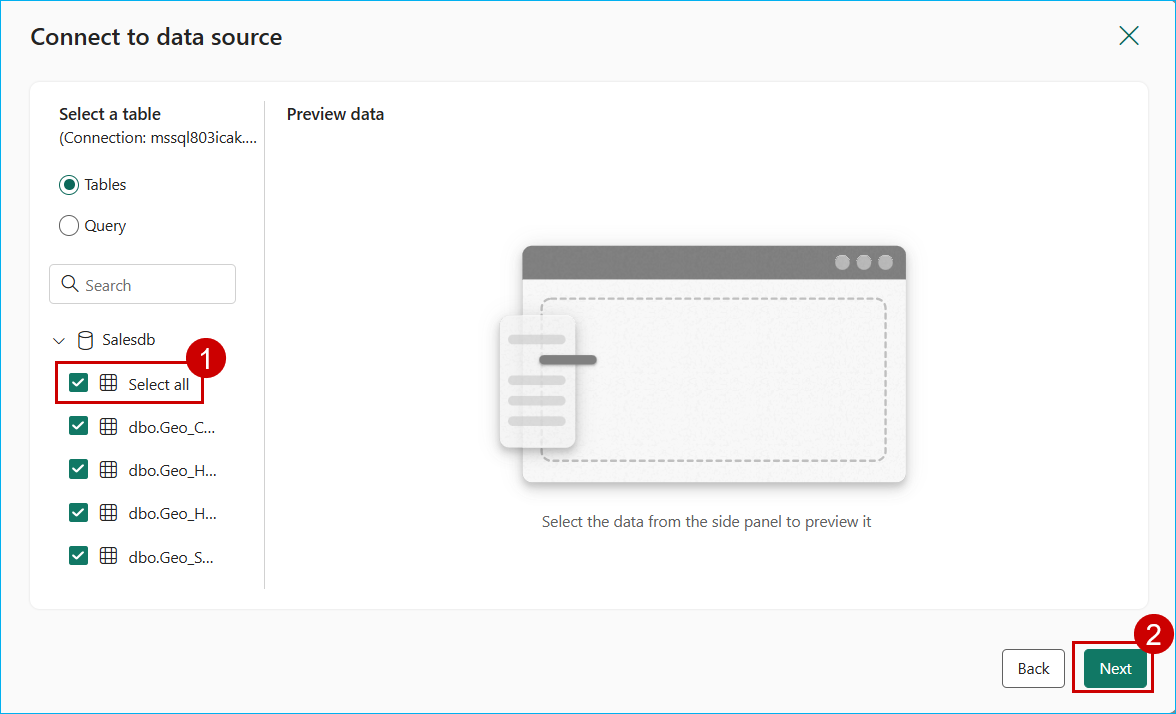 Connect to data source
Select a table
(Connection: mssql803icak....
Tables
Query
Search
Salesdb
1
Select all
dbo.Geo_C...
dbo.Geo_H...
dbo.Geo_H...
dbo.Geo_S...
Preview data
Select the data from the side panel to preview it
2
Back
Next